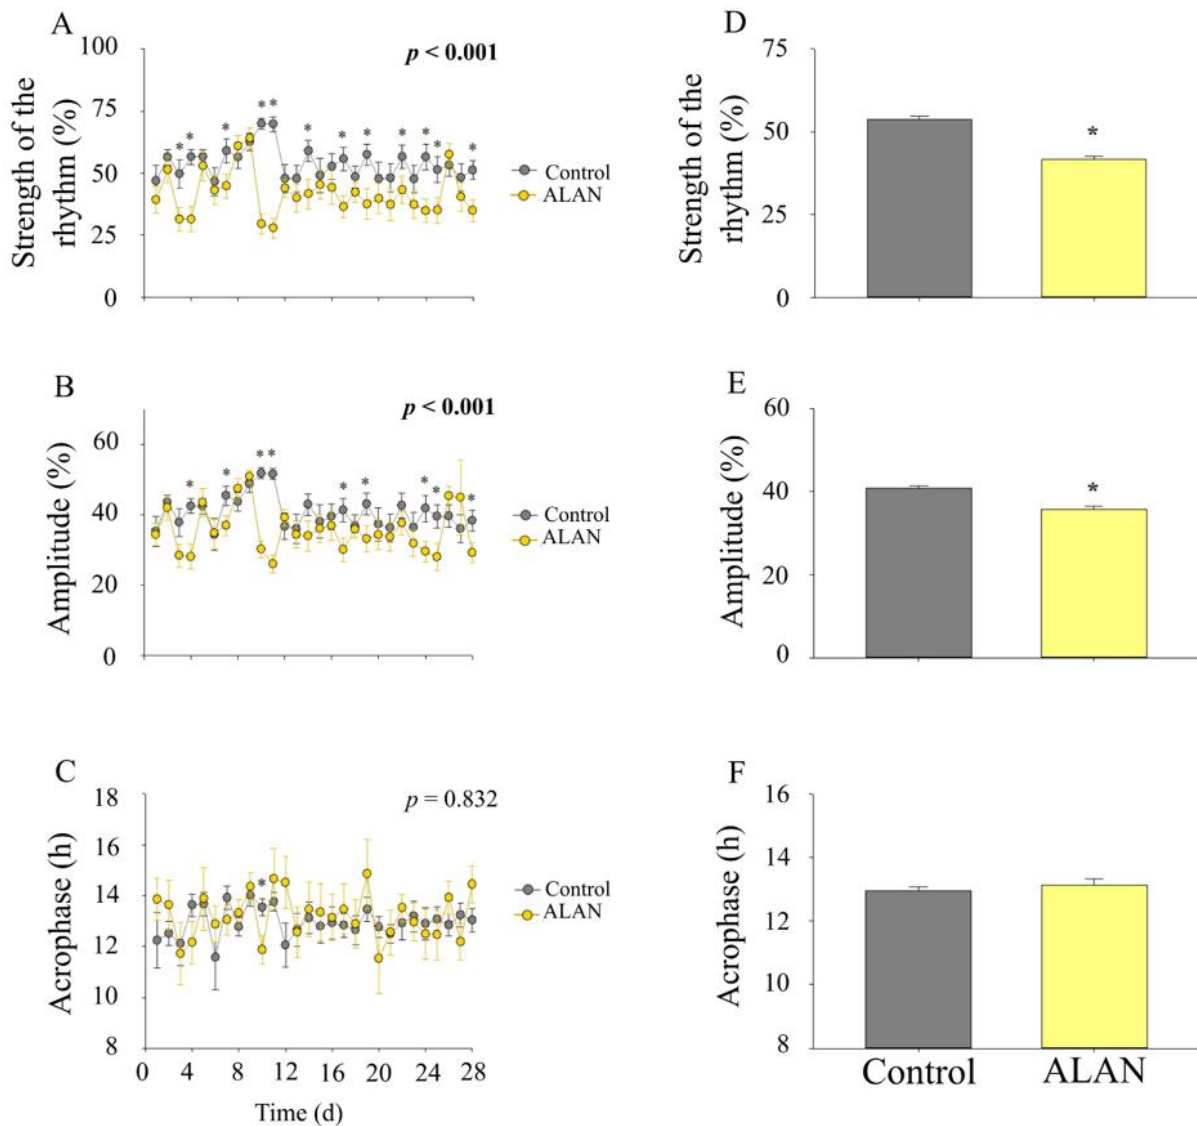 A
Strength of the
rhythm (%)
100
75
50
25
0
p < 0.001
* * * * * * * * * * * *
Control
ALAN
D
Strength of the
rhythm (%)
75
50
25
0
*
B
Amplitude (%)
60
40
20
0
p < 0.001
* * * * * * * * *
Control
ALAN
E
Amplitude (%)
60
40
20
0
*
C
Acrophase (h)
18
16
14
12
10
8
p = 0.832
*
Control
ALAN
0 4 8 12 16 20 24 28
Time (d)
F
Acrophase (h)
16
14
12
10
8
Control ALAN